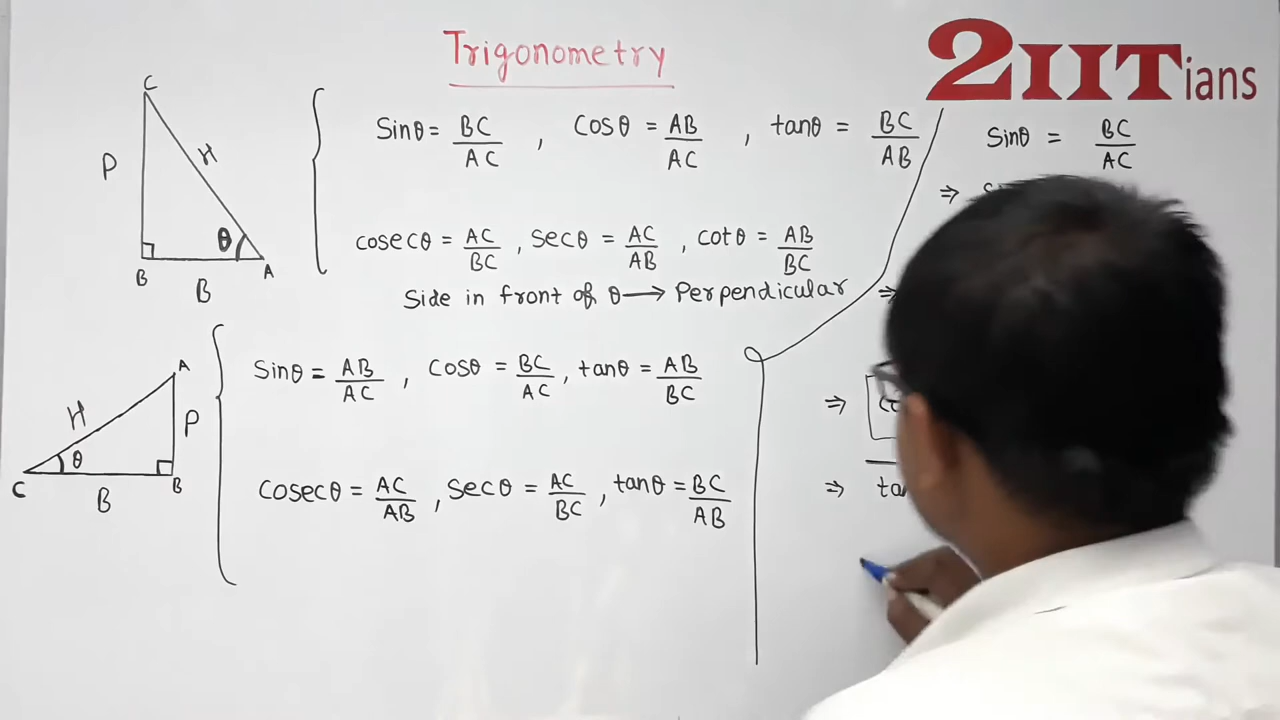 Trigonometry
2IITians
C
P
H
θ
B
A
B
Sinθ = BC/AC , Cosθ = AB/AC , tanθ = BC/AB
cosecθ = AC/BC , secθ = AC/AB , cotθ = AB/BC
Side in front of θ → Perpendicular
A
H
P
θ
C
B
B
Sinθ = AB/AC , Cosθ = BC/AC , tanθ = AB/BC
Cosecθ = AC/AB , secθ = AC/BC , tanθ = BC/AB
Sinθ = BC/AC
⇒
⇒
⇒
⇒